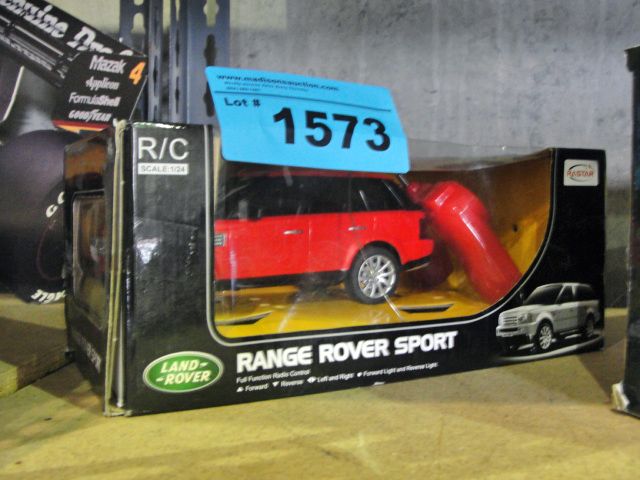 Mazak 4
Applicon
FormulaShell
GOODYEAR
www.madisonsauction.com
Lot #
1573
R/C
SCALE:1/24
RASTAR
LAND-
ROVER
RANGE ROVER SPORT
Full Function Radio Control
Forward Reverse Left and Right Forward Light and Reverse Light